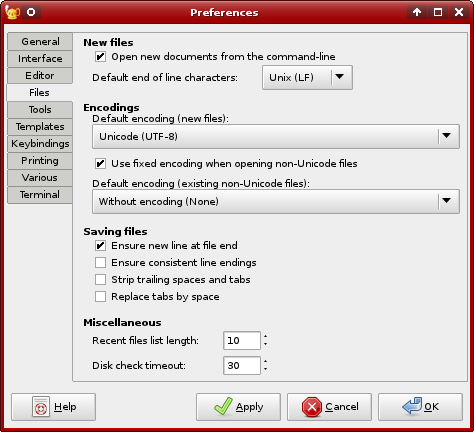 Preferences
General
Interface
Editor
Files
Tools
Templates
Keybindings
Printing
Various
Terminal
New files
Open new documents from the command-line
Default end of line characters: Unix (LF)
Encodings
Default encoding (new files):
Unicode (UTF-8)
Use fixed encoding when opening non-Unicode files
Default encoding (existing non-Unicode files):
Without encoding (None)
Saving files
Ensure new line at file end
Ensure consistent line endings
Strip trailing spaces and tabs
Replace tabs by space
Miscellaneous
Recent files list length: 10
Disk check timeout: 30
Help Apply Cancel OK